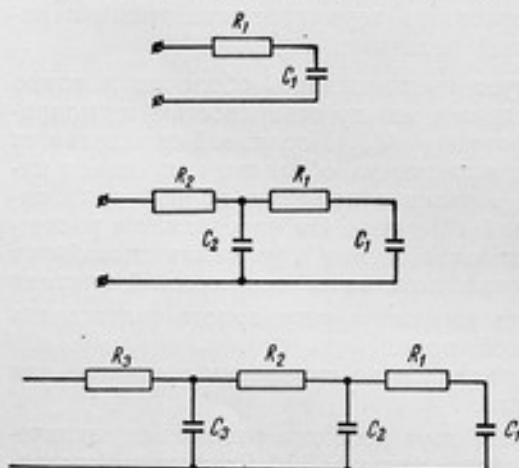 R₁
C₁
R₂ R₁
C₂ C₁
R₃ R₂ R₁
C₃ C₂ C₁